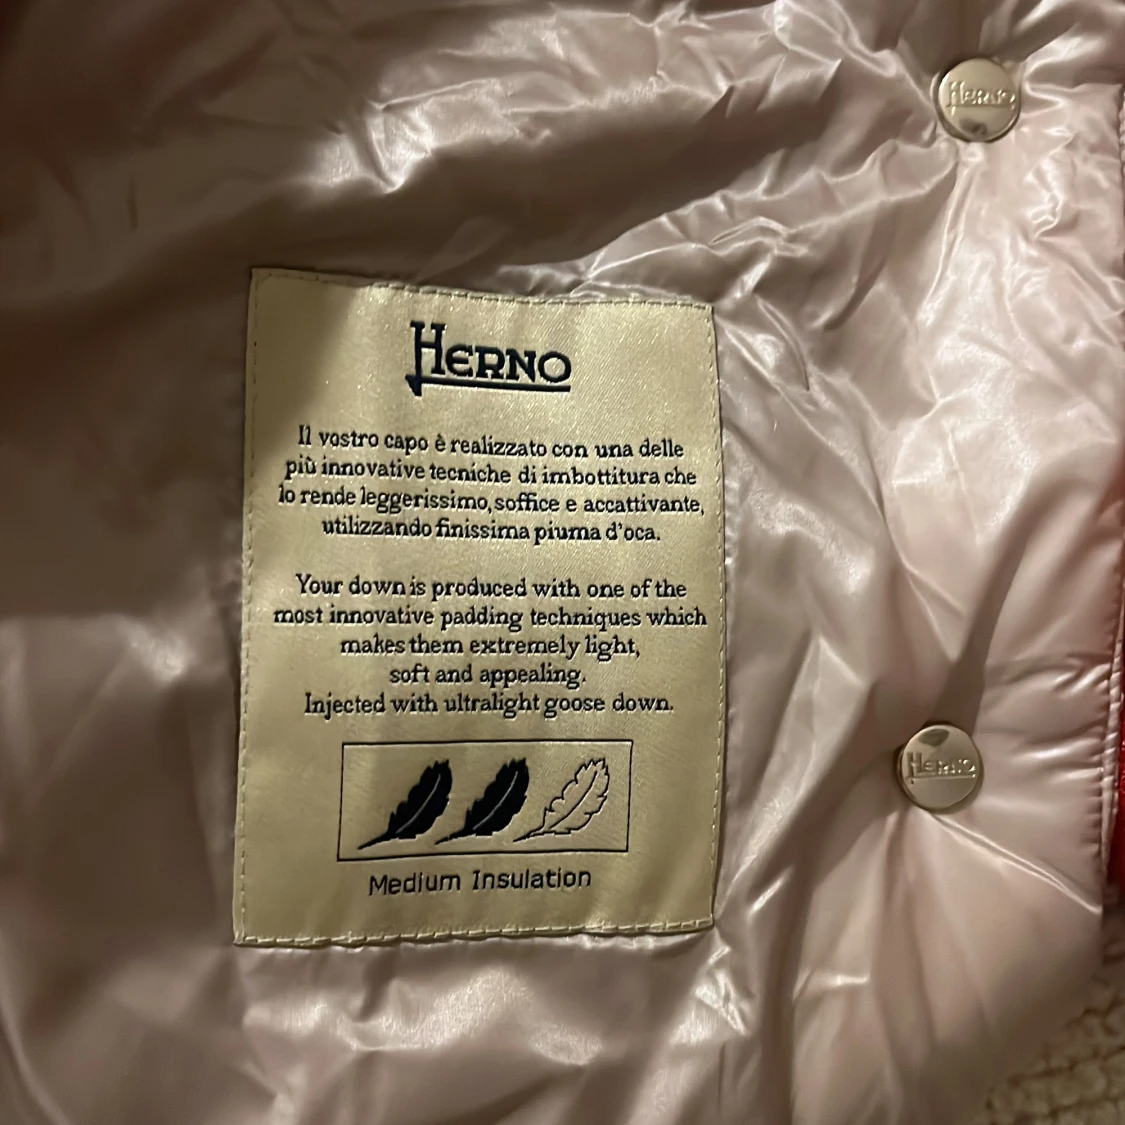 HERNO
HERNO
Il vostro capo è realizzato con una delle
più innovative tecniche di imbottitura che
lo rende leggerissimo, soffice e accattivante,
utilizzando finissima piuma d'oca.
Your down is produced with one of the
most innovative padding techniques which
makes them extremely light,
soft and appealing.
Injected with ultralight goose down.
HERNO
Medium Insulation